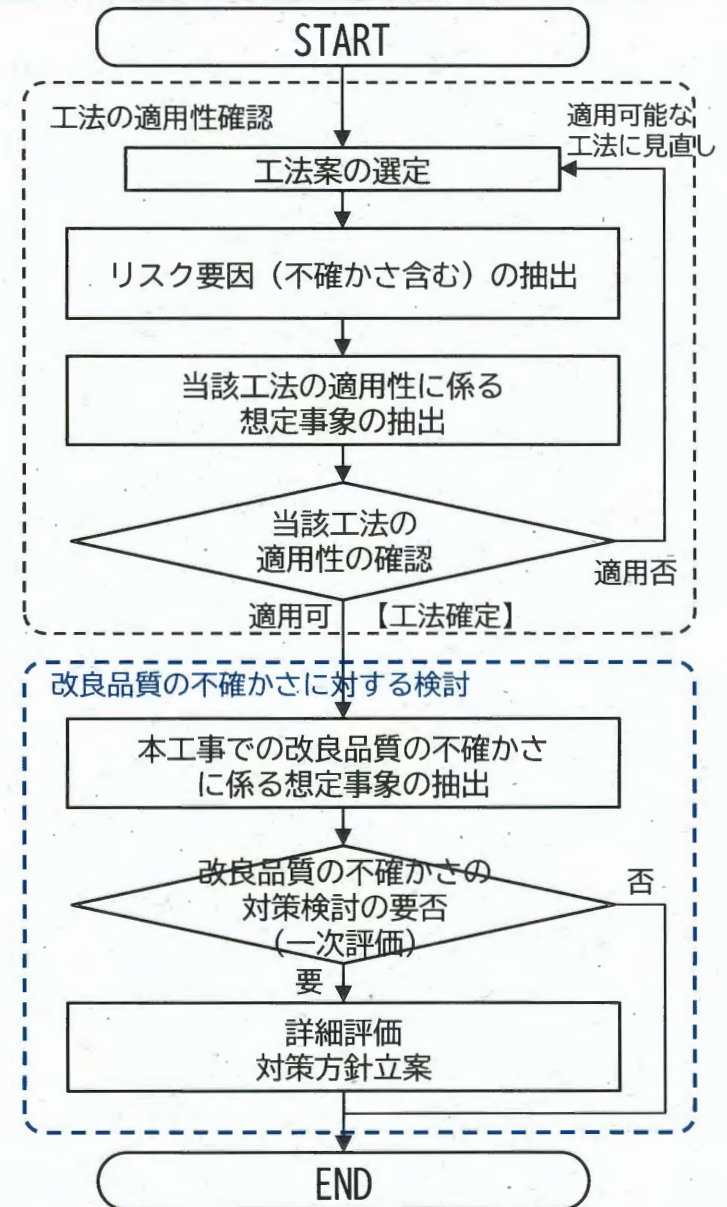 START
工法の適用性確認
適用可能な
工法に見直し
工法案の選定
リスク要因（不確かさ含む）の抽出
当該工法の適用性に係る
想定事象の抽出
当該工法の
適用性の確認
適用否
適用可 【工法確定】
改良品質の不確かさに対する検討
本工事での改良品質の不確かさ
に係る想定事象の抽出
改良品質の不確かさの
対策検討の要否
（一次評価）
否
要
詳細評価
対策方針立案
END